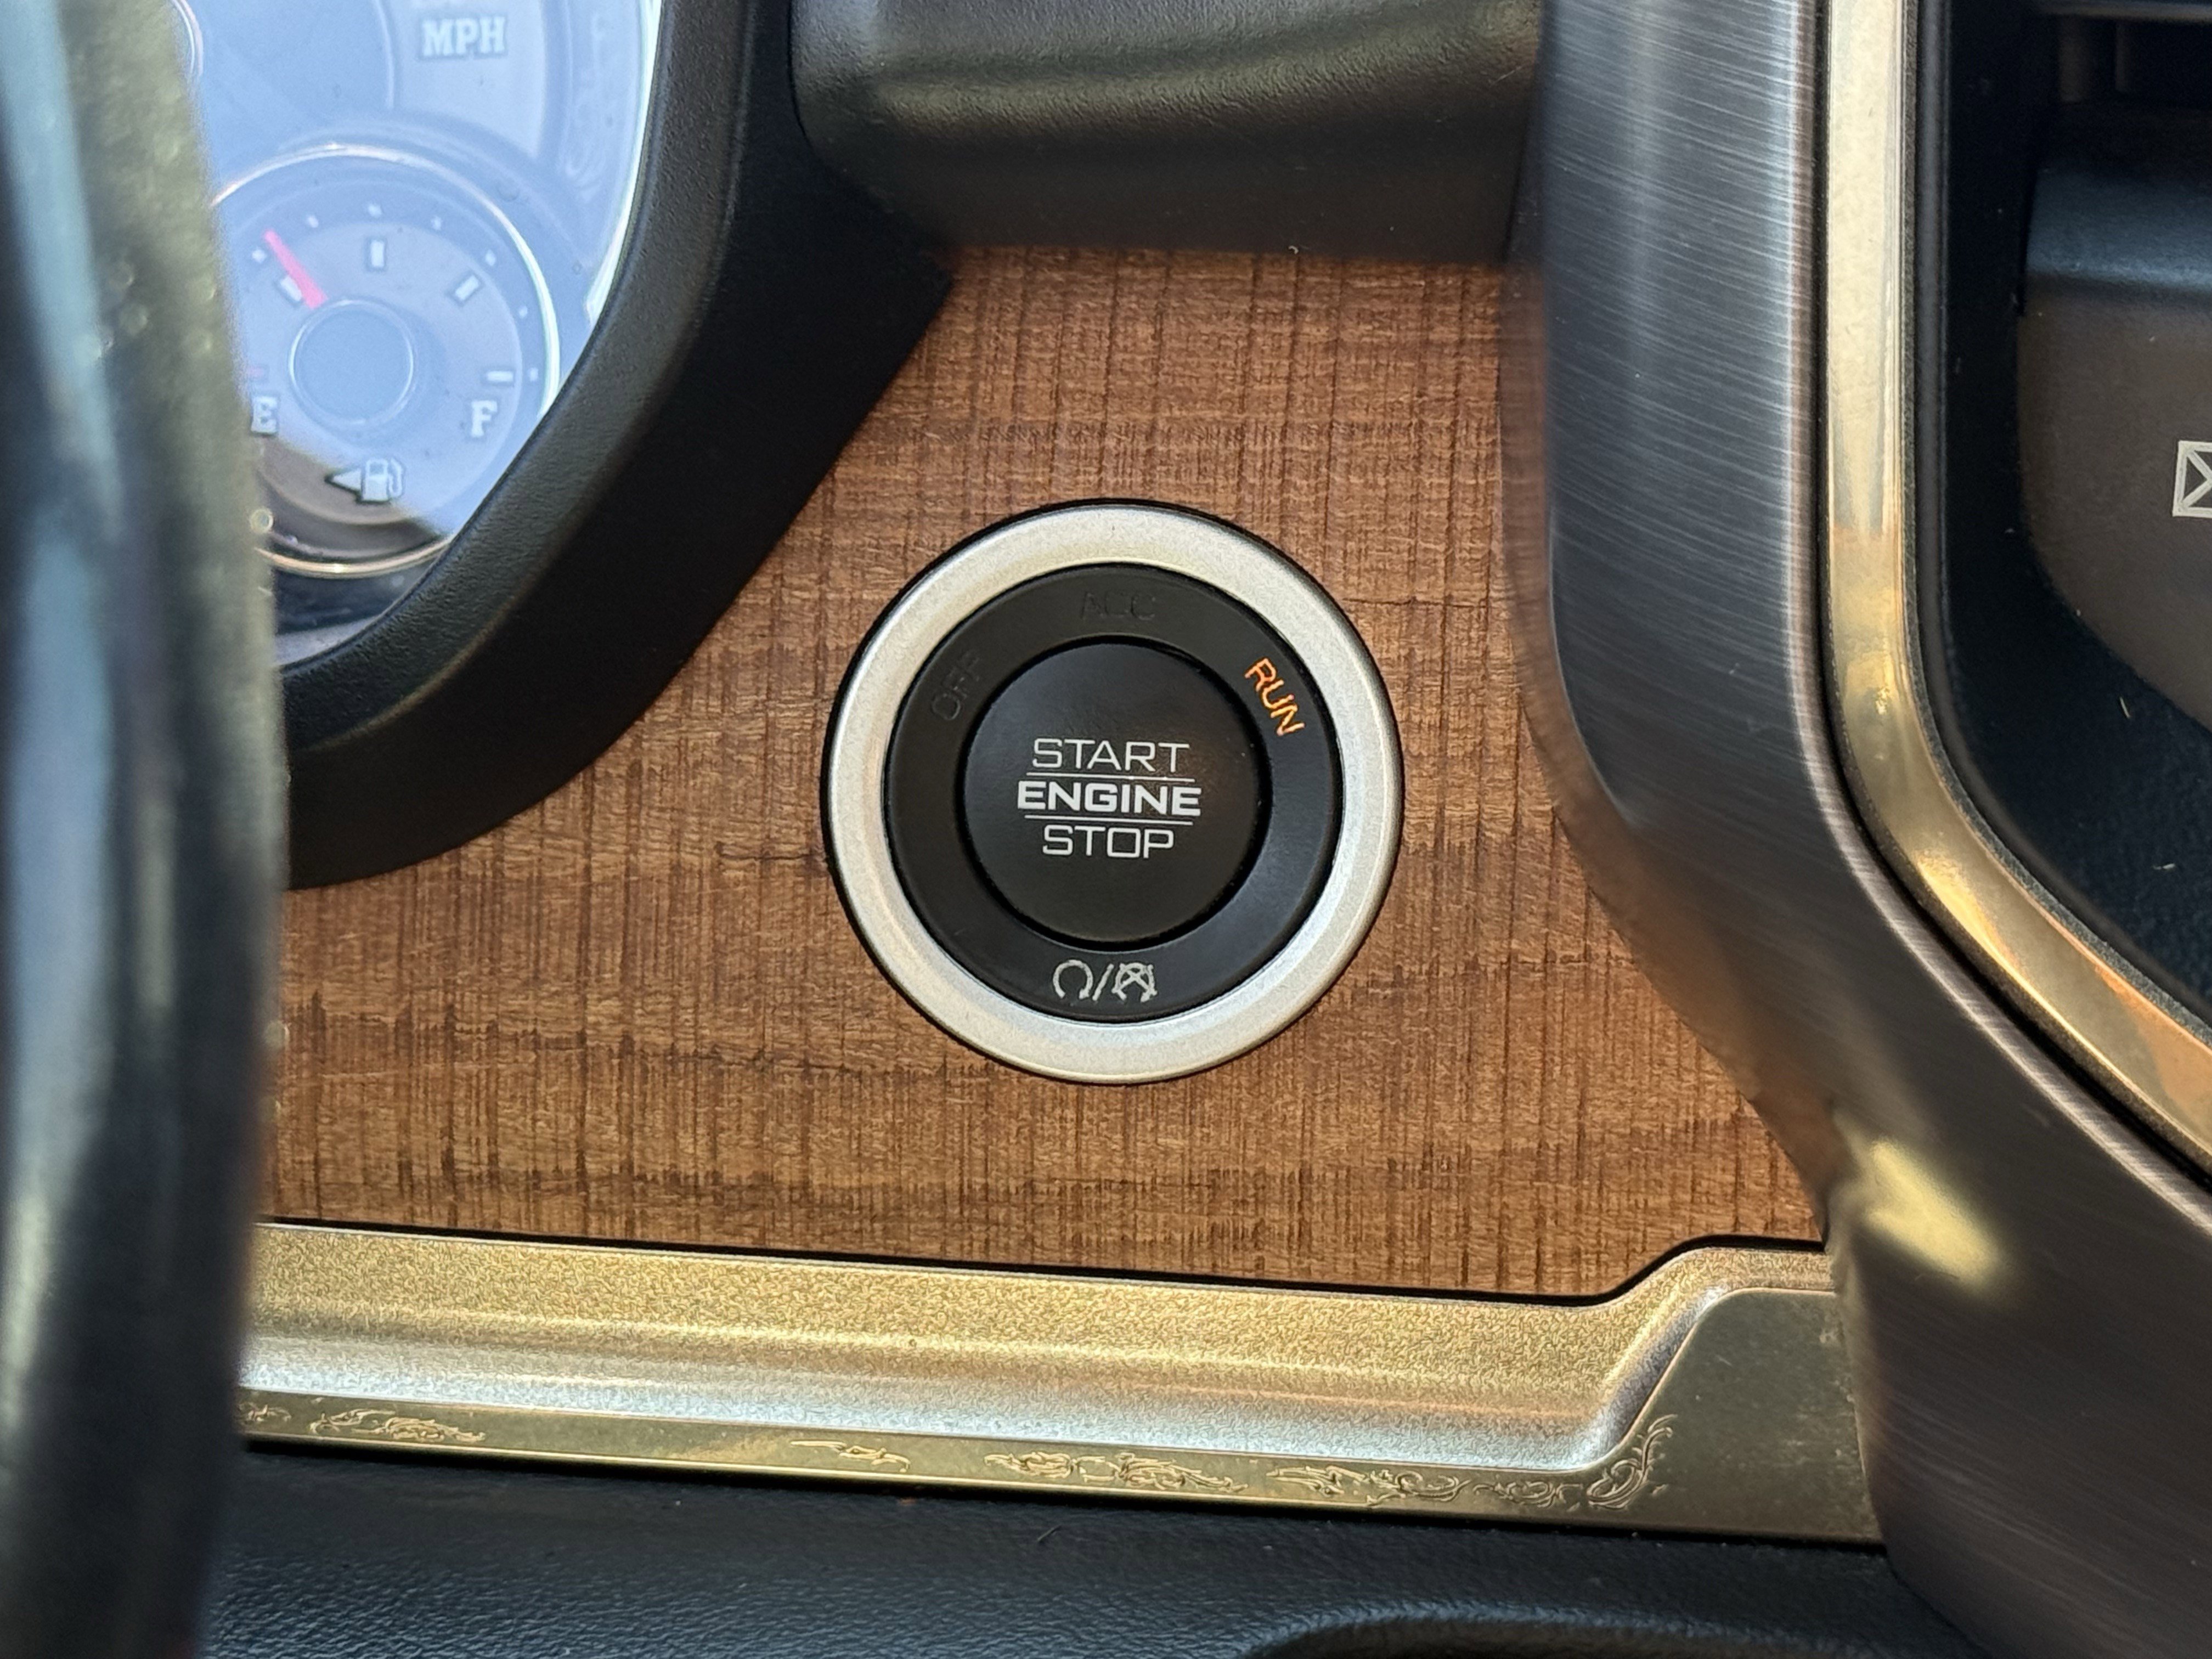 MPH
E
F
ACC
OFF
RUN
START
ENGINE
STOP